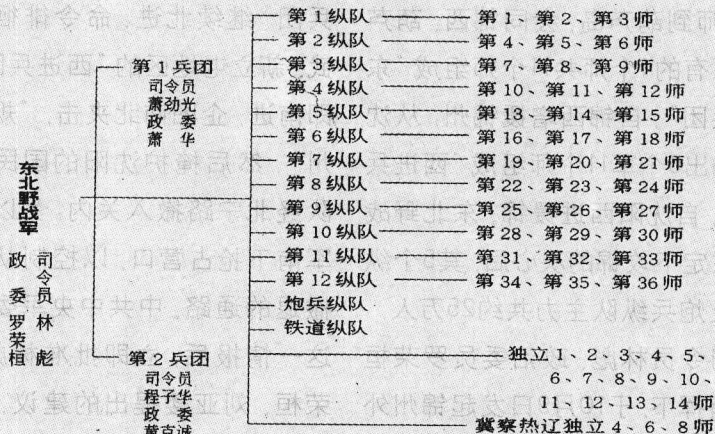 东北野战军
司令员 林彪
政委 罗荣桓
第1兵团
司令员
萧劲光
政委
萧华
第2兵团
司令员
程子华
政委
黄克诚
第1纵队 第1、第2、第3师
第2纵队 第4、第5、第6师
第3纵队 第7、第8、第9师
第4纵队 第10、第11、第12师
第5纵队 第13、第14、第15师
第6纵队 第16、第17、第18师
第7纵队 第19、第20、第21师
第8纵队 第22、第23、第24师
第9纵队 第25、第26、第27师
第10纵队 第28、第29、第30师
第11纵队 第31、第32、第33师
第12纵队 第34、第35、第36师
炮兵纵队
铁道纵队
独立1、2、3、4、5、
6、7、8、9、10、
11、12、13、14师
冀察热辽独立4、6、8师